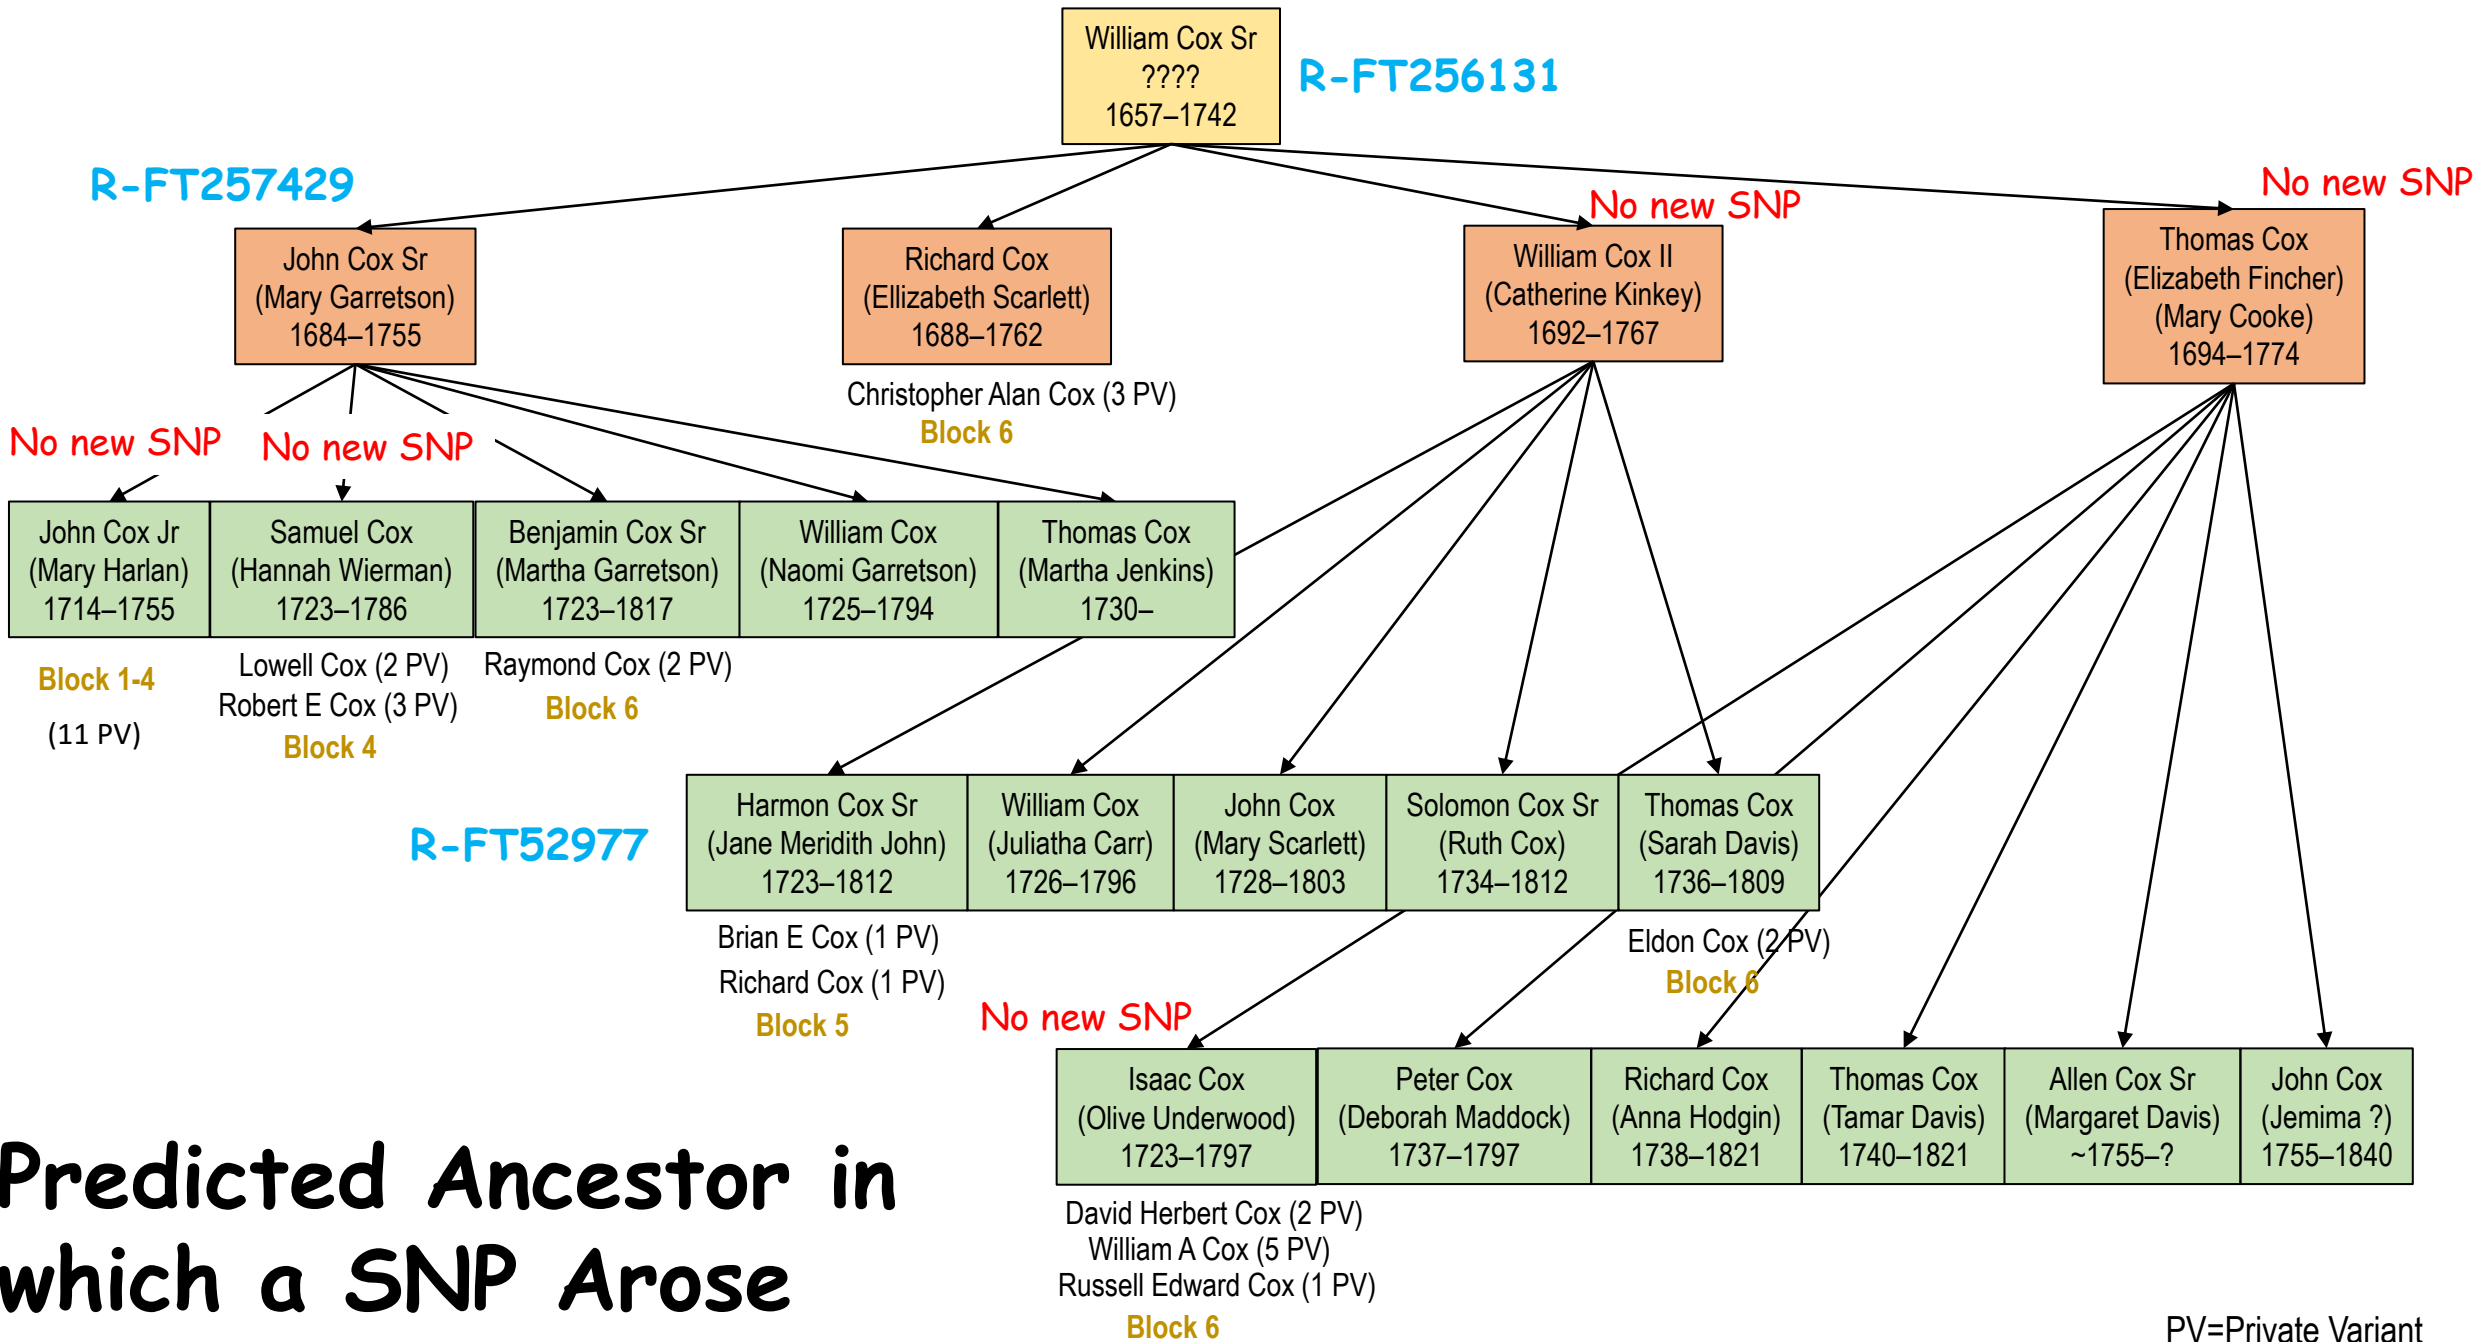 William Cox Sr
????
1657–1742
R-FT256131
R-FT257429
No new SNP
No new SNP
John Cox Sr
(Mary Garretson)
1684–1755
Richard Cox
(Ellizabeth Scarlett)
1688–1762
William Cox II
(Catherine Kinkey)
1692–1767
Thomas Cox
(Elizabeth Fincher)
(Mary Cooke)
1694–1774
Christopher Alan Cox (3 PV)
Block 6
No new SNP
No new SNP
John Cox Jr
(Mary Harlan)
1714–1755
Samuel Cox
(Hannah Wierman)
1723–1786
Benjamin Cox Sr
(Martha Garretson)
1723–1817
William Cox
(Naomi Garretson)
1725–1794
Thomas Cox
(Martha Jenkins)
1730–
Block 1-4
(11 PV)
Lowell Cox (2 PV)
Robert E Cox (3 PV)
Block 4
Raymond Cox (2 PV)
Block 6
R-FT52977
Harmon Cox Sr
(Jane Meridith John)
1723–1812
William Cox
(Juliatha Carr)
1726–1796
John Cox
(Mary Scarlett)
1728–1803
Solomon Cox Sr
(Ruth Cox)
1734–1812
Thomas Cox
(Sarah Davis)
1736–1809
Brian E Cox (1 PV)
Richard Cox (1 PV)
Block 5
Eldon Cox (2 PV)
Block 6
No new SNP
Isaac Cox
(Olive Underwood)
1723–1797
Peter Cox
(Deborah Maddock)
1737–1797
Richard Cox
(Anna Hodgin)
1738–1821
Thomas Cox
(Tamar Davis)
1740–1821
Allen Cox Sr
(Margaret Davis)
~1755–?
John Cox
(Jemima ?)
1755–1840
David Herbert Cox (2 PV)
William A Cox (5 PV)
Russell Edward Cox (1 PV)
Block 6
Predicted Ancestor in
which a SNP Arose
PV=Private Variant